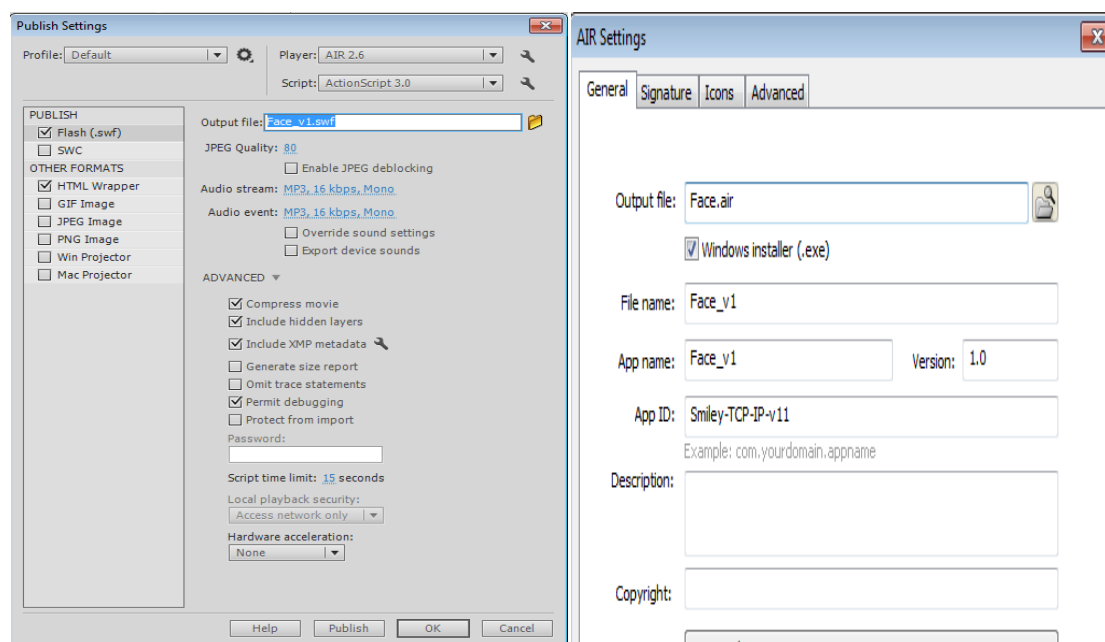 Publish Settings
Profile: Default
Player: AIR 2.6
Script: ActionScript 3.0
PUBLISH
Flash (.swf)
SWC
OTHER FORMATS
HTML Wrapper
GIF Image
JPEG Image
PNG Image
Win Projector
Mac Projector
Output file: Face_v1.swf
JPEG Quality: 80
Enable JPEG deblocking
Audio stream: MP3, 16 kbps, Mono
Audio event: MP3, 16 kbps, Mono
Override sound settings
Export device sounds
ADVANCED
Compress movie
Include hidden layers
Include XMP metadata
Generate size report
Omit trace statements
Permit debugging
Protect from import
Password:
Script time limit: 15 seconds
Local playback security:
Access network only
Hardware acceleration:
None
Help Publish OK Cancel
AIR Settings
General Signature Icons Advanced
Output file: Face.air
Windows installer (.exe)
File name: Face_v1
App name: Face_v1 Version: 1.0
App ID: Smiley-TCP-IP-v11
Example: com.yourdomain.appname
Description:
Copyright: